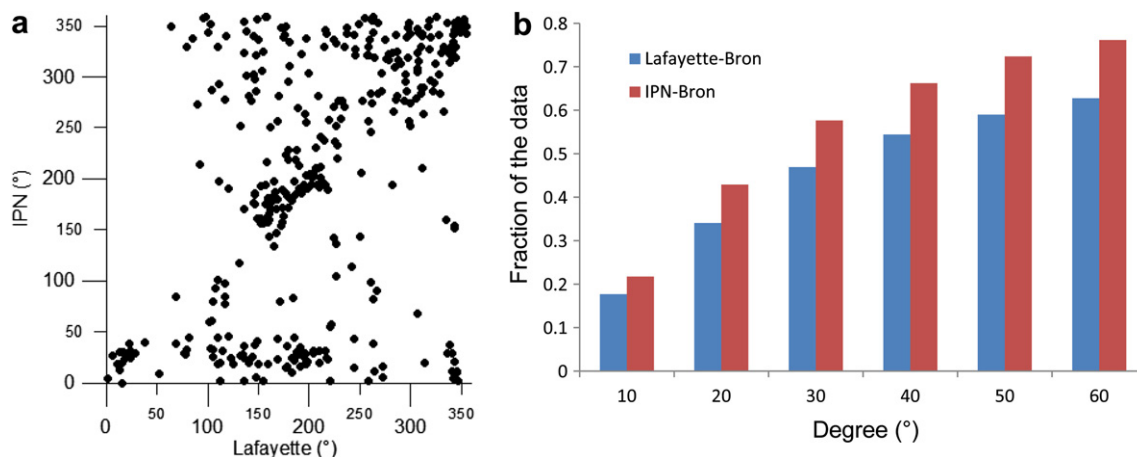 a
350
300
250
200
150
100
50
0
IPN (°)
0 50 100 150 200 250 300 350
Lafayette (°)
b
0.8
0.7
0.6
0.5
0.4
0.3
0.2
0.1
0
Fraction of the data
Lafayette-Bron
IPN-Bron
10 20 30 40 50 60
Degree (°)